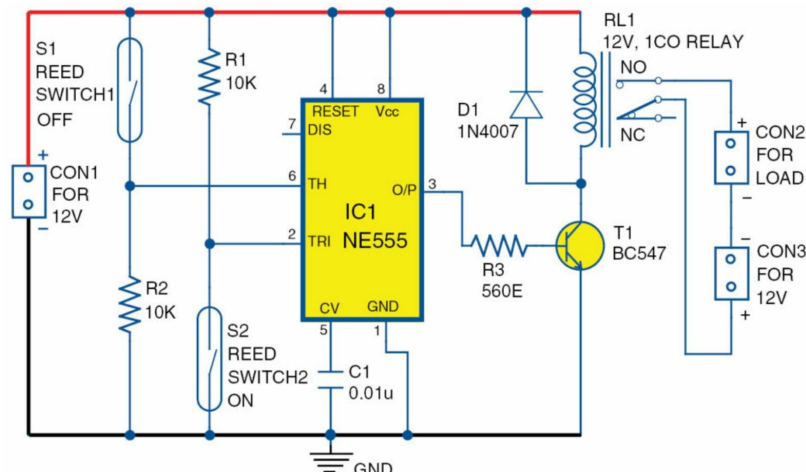 S1
REED
SWITCH1
OFF
R1
10K
RL1
12V, 1CO RELAY
NO
NC
4
8
RESET
Vcc
7
DIS
D1
1N4007
+
CON1
FOR
12V
−
6
TH
O/P
3
IC1
NE555
2
TRI
+
CON2
FOR
LOAD
−
T1
BC547
R3
560E
−
CON3
FOR
12V
+
R2
10K
S2
REED
SWITCH2
ON
CV
GND
5
1
C1
0.01u
GND